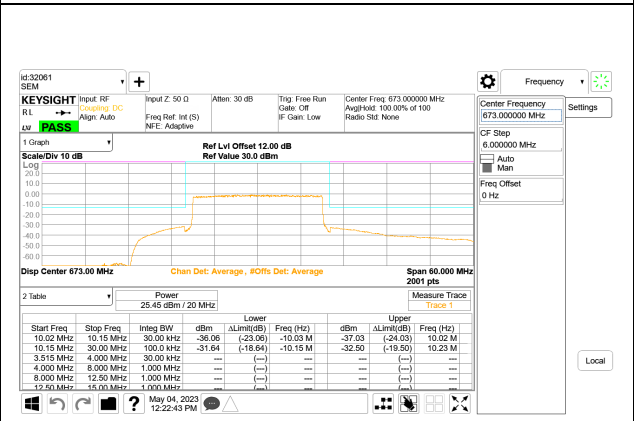 id:32061
SEM
Frequency
KEYSIGHT Input: RF Input Z: 50 Ω Atten: 30 dB Trig: Free Run Center Freq: 673.000000 MHz
R L Coupling: DC Gate: Off Avg|Hold: 100.00% of 100
Align: Auto Freq Ref: Int (S) IF Gain: Low Radio Std: None
LXI PASS NFE: Adaptive
Center Frequency
673.000000 MHz
Settings
CF Step
6.000000 MHz
Auto
Man
Freq Offset
0 Hz
1 Graph
Ref Lvl Offset 12.00 dB
Scale/Div 10 dB Ref Value 30.0 dBm
Log
20.0
10.0
0.00
-10.0
-20.0
-30.0
-40.0
-50.0
-60.0
Disp Center 673.00 MHz Chan Det: Average, #Offs Det: Average Span 60.000 MHz
2001 pts
2 Table
Power
25.45 dBm / 20 MHz
Measure Trace
Trace 1
Lower Upper
Start Freq Stop Freq Integ BW dBm ΔLimit(dB) Freq (Hz) dBm ΔLimit(dB) Freq (Hz)
10.02 MHz 10.15 MHz 30.00 kHz -36.06 (-23.06) -10.03 M -37.03 (-24.03) 10.02 M
10.15 MHz 30.00 MHz 100.0 kHz -31.64 (-18.64) -10.15 M -32.50 (-19.50) 10.23 M
3.515 MHz 4.000 MHz 30.00 kHz --- (---) --- --- (---) ---
4.000 MHz 8.000 MHz 1.000 MHz --- (---) --- --- (---) ---
8.000 MHz 12.50 MHz 1.000 MHz --- (---) --- --- (---) ---
12.50 MHz 15.00 MHz 1.000 MHz --- (---) --- --- (---) ---
Local
May 04, 2023
12:22:43 PM